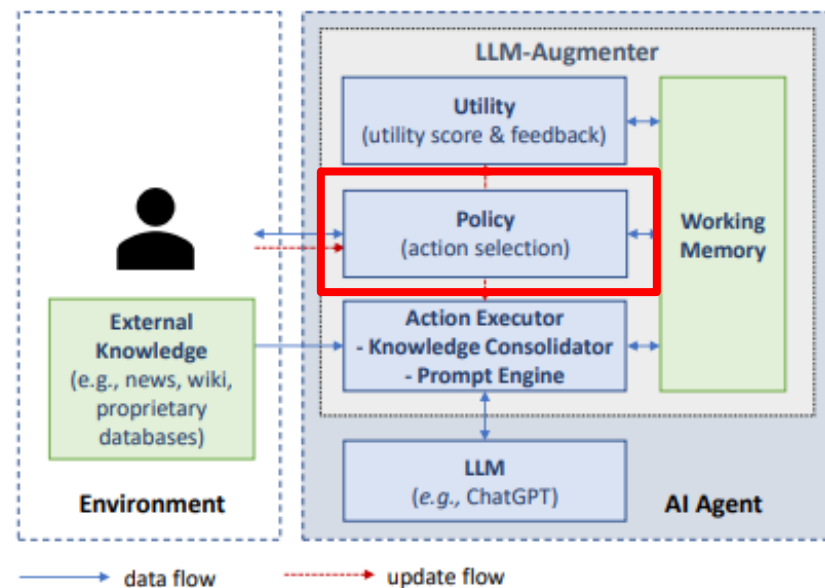 LLM-Augmenter
Utility
(utility score & feedback)
Policy
(action selection)
Working
Memory
External
Knowledge
(e.g., news, wiki,
proprietary
databases)
Action Executor
- Knowledge Consolidator
- Prompt Engine
LLM
(e.g., ChatGPT)
Environment
AI Agent
data flow
update flow